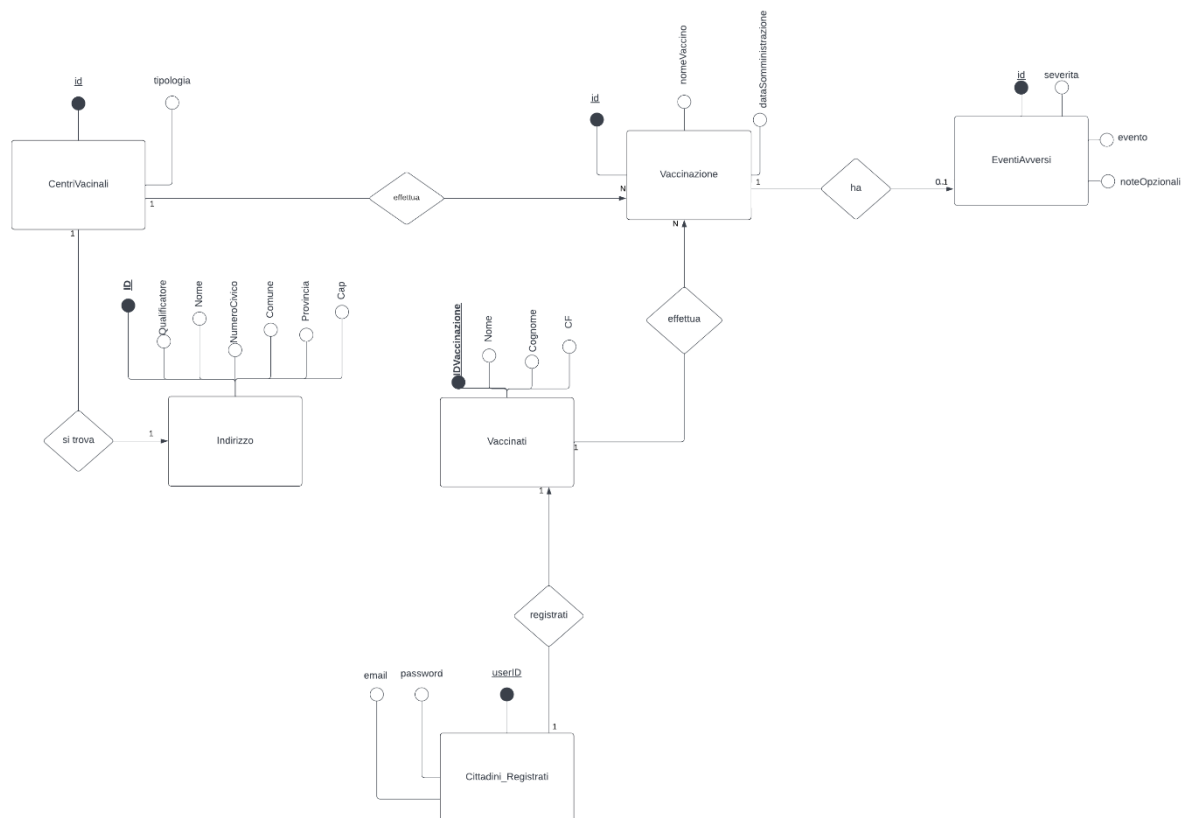 id
tipologia
CentriVacinali
1
1
effettua
N
id
nomeVaccino
dataSomministrazione
Vaccinazione
1
N
ha
0..1
id
severita
evento
noteOpzionali
EventiAvversi
ID
Qualificatore
Nome
NumeroCivico
Comune
Provincia
Cap
si trova
1
Indirizzo
IDVaccinazione
Nome
Cognome
CF
effettua
Vaccinati
1
1
registrati
email
password
userID
1
Cittadini_Registrati